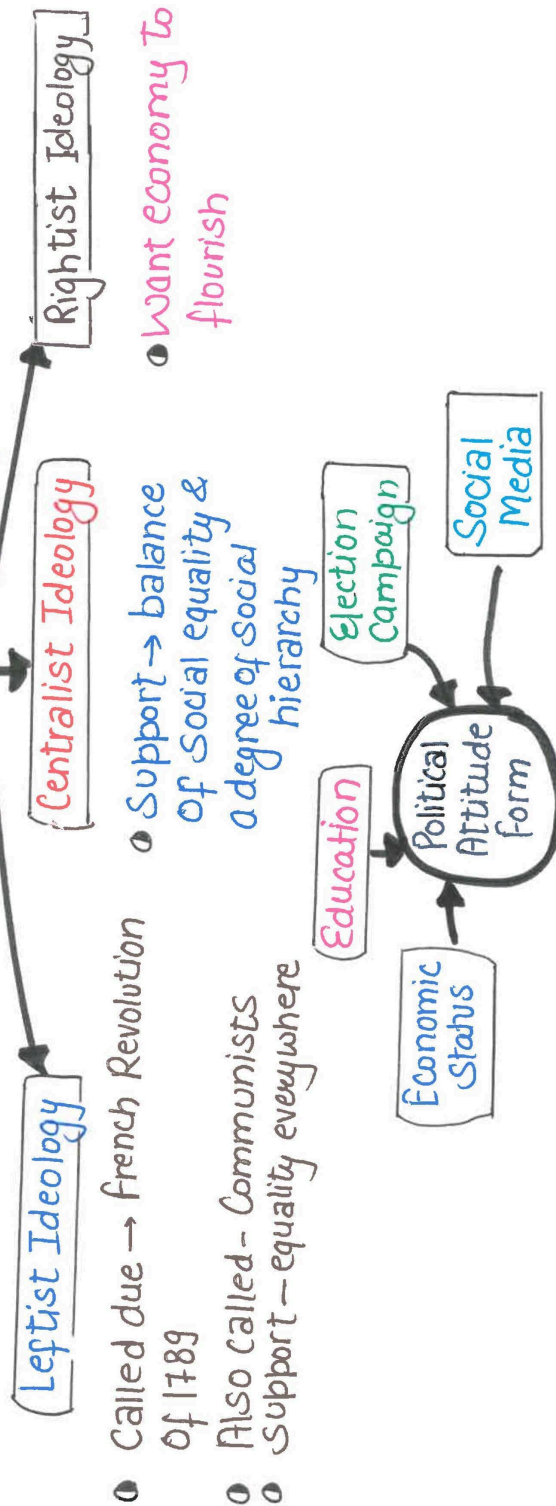 Leftist Ideology
Called due → French Revolution
Of 1789
Also called - Communists
Support - equality everywhere
Centralist Ideology
Support → balance
Of Social equality &
a degree of social
hierarchy
Rightist Ideology
Want economy to
flourish
Education
Election
Campaign
Economic
Status
Political
Attitude
form
Social
Media